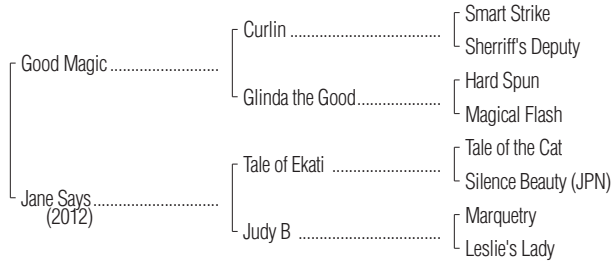 Smart Strike
Curlin
Sherriff's Deputy
Good Magic
Hard Spun
Glinda the Good
Magical Flash
Tale of the Cat
Tale of Ekati
Silence Beauty (JPN)
Jane Says
(2012)
Marquetry
Judy B
Leslie's Lady